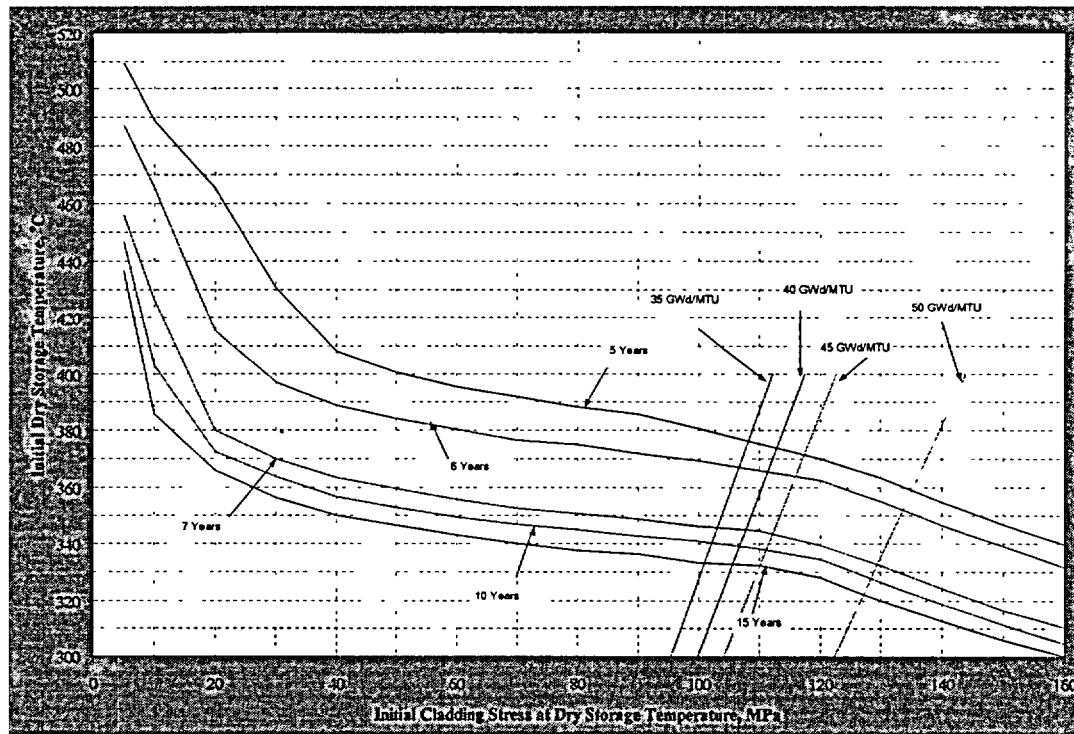 520
500
480
460
440
420
400
380
360
340
320
300
Initial Dry Storage Temperature, °C
35 GWd/MTU
40 GWd/MTU
45 GWd/MTU
50 GWd/MTU
5 Years
6 Years
7 Years
10 Years
15 Years
0 20 40 60 80 100 120 140 160
Initial Cladding Stress at Dry Storage Temperature, MPa